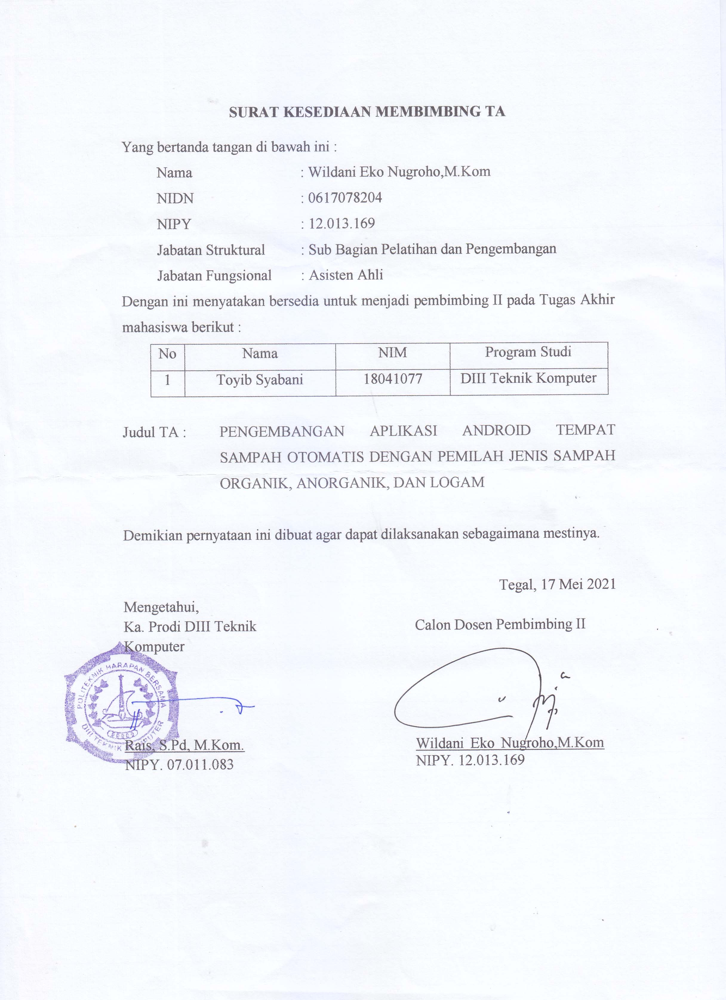 SURAT KESEDIAAN MEMBIMBING TA
Yang bertanda tangan di bawah ini :
Nama : Wildani Eko Nugroho,M.Kom
NIDN : 0617078204
NIPY : 12.013.169
Jabatan Struktural : Sub Bagian Pelatihan dan Pengembangan
Jabatan Fungsional : Asisten Ahli
Dengan ini menyatakan bersedia untuk menjadi pembimbing II pada Tugas Akhir
mahasiswa berikut :
No Nama NIM Program Studi
1 Toyib Syabani 18041077 DIII Teknik Komputer
Judul TA : PENGEMBANGAN APLIKASI ANDROID TEMPAT
SAMPAH OTOMATIS DENGAN PEMILAH JENIS SAMPAH
ORGANIK, ANORGANIK, DAN LOGAM
Demikian pernyataan ini dibuat agar dapat dilaksanakan sebagaimana mestinya.
Tegal, 17 Mei 2021
Mengetahui,
Ka. Prodi DIII Teknik
Komputer
Calon Dosen Pembimbing II
POLITEKNIK HARAPAN BERSAMA
DIII TEKNIK
Rais, S.Pd, M.Kom.
NIPY. 07.011.083
Wildani Eko Nugroho,M.Kom
NIPY. 12.013.169